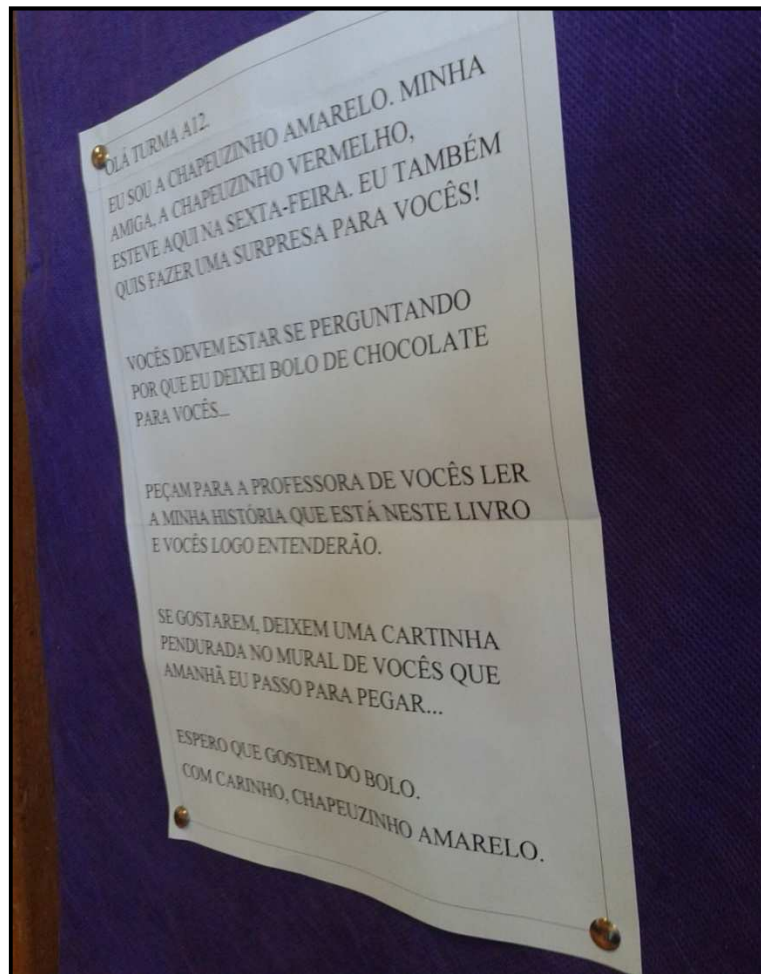 OLÁ TURMA A12.
EU SOU A CHAPEUZINHO AMARELO. MINHA
AMIGA, A CHAPEUZINHO VERMELHO,
ESTEVE AQUI NA SEXTA-FEIRA. EU TAMBÉM
QUIS FAZER UMA SURPRESA PARA VOCÊS!
VOCÊS DEVEM ESTAR SE PERGUNTANDO
POR QUE EU DEIXEI BOLO DE CHOCOLATE
PARA VOCÊS...
PEÇAM PARA A PROFESSORA DE VOCÊS LER
A MINHA HISTÓRIA QUE ESTÁ NESTE LIVRO
E VOCÊS LOGO ENTENDERÃO.
SE GOSTAREM, DEIXEM UMA CARTINHA
PENDURADA NO MURAL DE VOCÊS QUE
AMANHÃ EU PASSO PARA PEGAR...
ESPERO QUE GOSTEM DO BOLO.
COM CARINHO, CHAPEUZINHO AMARELO.